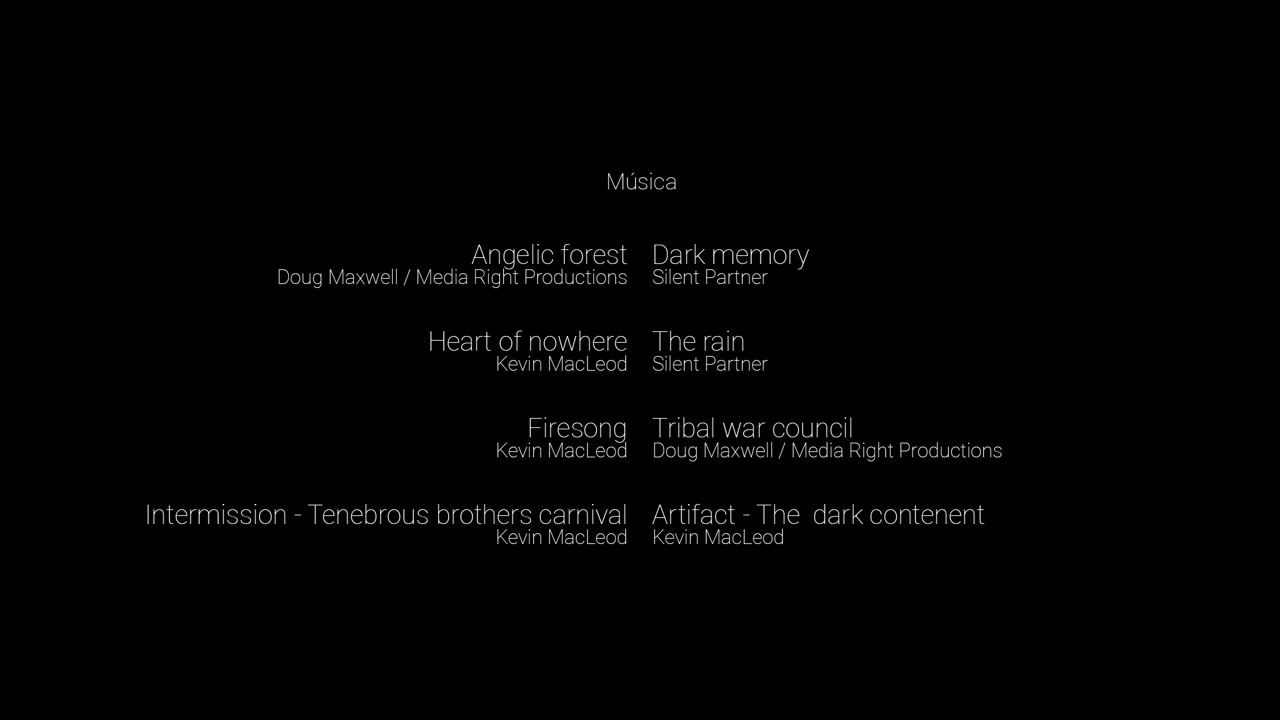 Música
Angelic forest
Doug Maxwell / Media Right Productions
Dark memory
Silent Partner
Heart of nowhere
Kevin MacLeod
The rain
Silent Partner
Firesong
Kevin MacLeod
Tribal war council
Doug Maxwell / Media Right Productions
Intermission - Tenebrous brothers carnival
Kevin MacLeod
Artifact - The  dark contenent
Kevin MacLeod